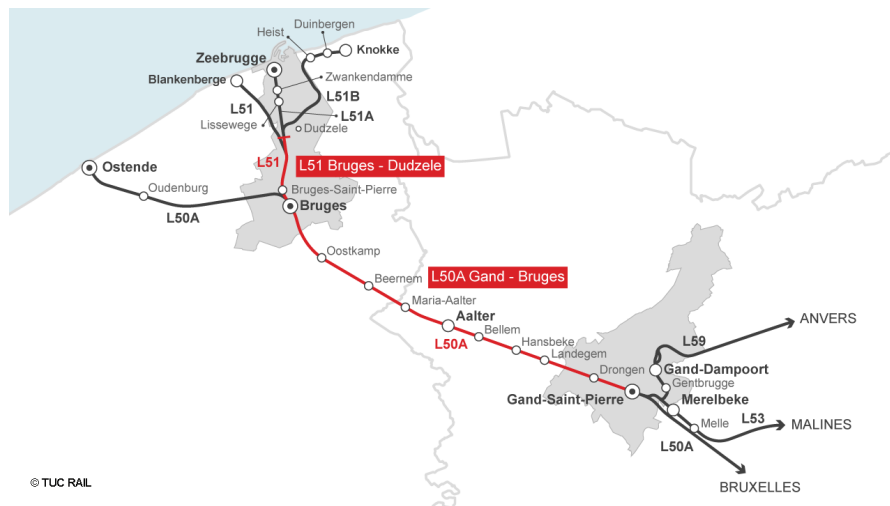 Duinbergen
Heist
Knokke
Zeebrugge
Blankenberge
Zwankendamme
L51B
L51
L51A
Lissewege
Dudzele
L51
L51 Bruges - Dudzele
Ostende
Oudenburg
Bruges-Saint-Pierre
L50A
Bruges
Oostkamp
Beernem
L50A Gand - Bruges
Maria-Aalter
Aalter
L50A
Bellem
Hansbeke
Landegem
Drongen
Gand-Saint-Pierre
L59
ANVERS
Gand-Dampoort
Gentbrugge
Merelbeke
Melle
L53
MALINES
L50A
BRUXELLES
© TUC RAIL